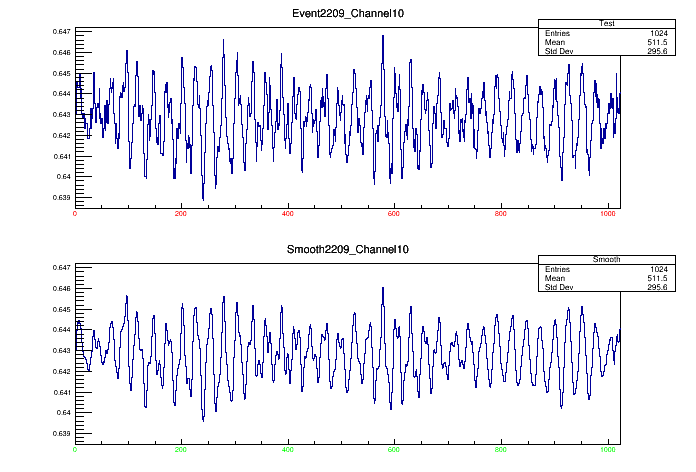 Event2209_Channel10
Test
Entries 1024
Mean 511.5
Std Dev 295.6
0.647
0.646
0.645
0.644
0.643
0.642
0.641
0.64
0.639
0 200 400 600 800 1000
Smooth2209_Channel10
Smooth
Entries 1024
Mean 511.5
Std Dev 295.6
0.647
0.646
0.645
0.644
0.643
0.642
0.641
0.64
0.639
0 200 400 600 800 1000